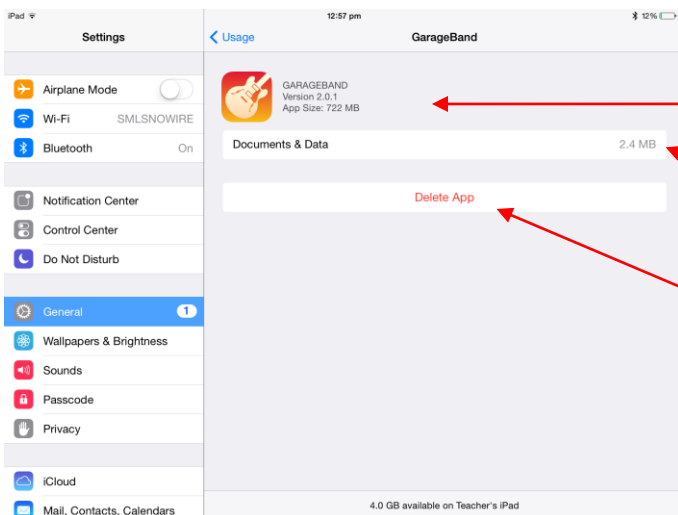 iPad 12:57 pm 12%
Settings
Usage GarageBand
Airplane Mode
Wi-Fi SMLSNOWIRE
Bluetooth On
Notification Center
Control Center
Do Not Disturb
General 1
Wallpapers & Brightness
Sounds
Passcode
Privacy
iCloud
Mail, Contacts, Calendars
GARAGEBAND
Version 2.0.1
App Size: 722 MB
Documents & Data 2.4 MB
Delete App
4.0 GB available on Teacher's iPad